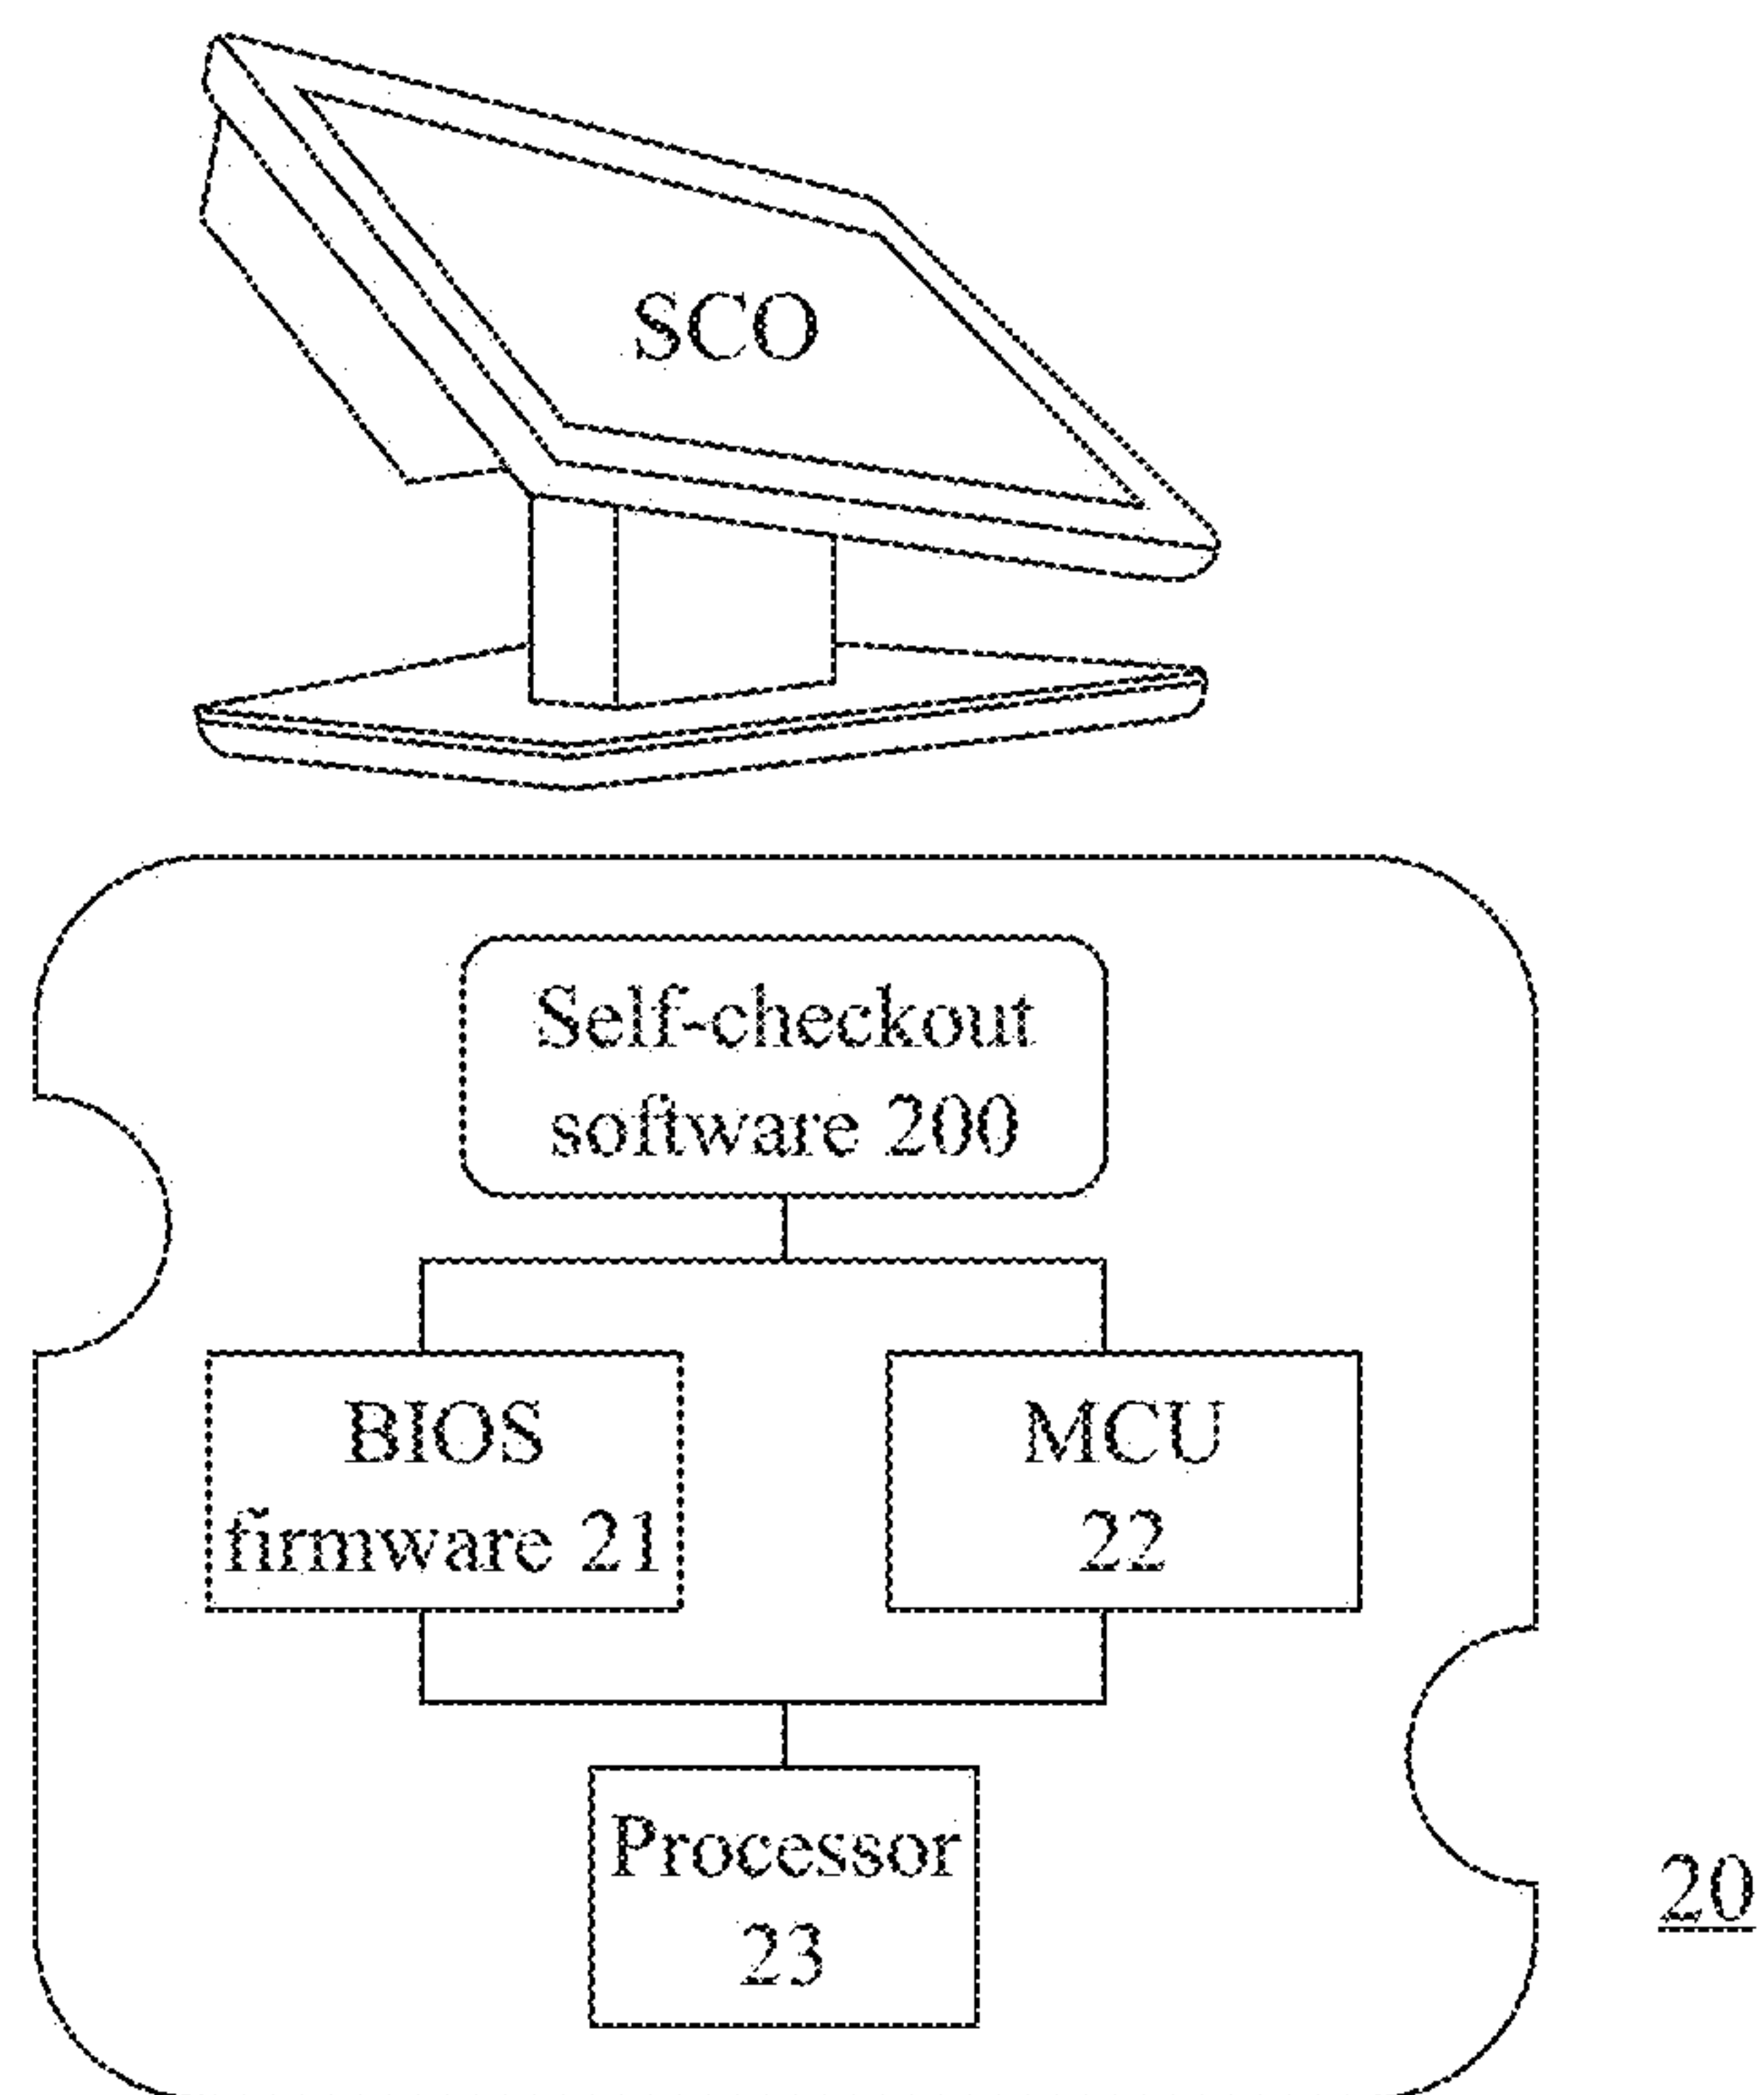 SCO
Self-checkout
software 200
BIOS
firmware 21
MCU
22
Processor
23
20